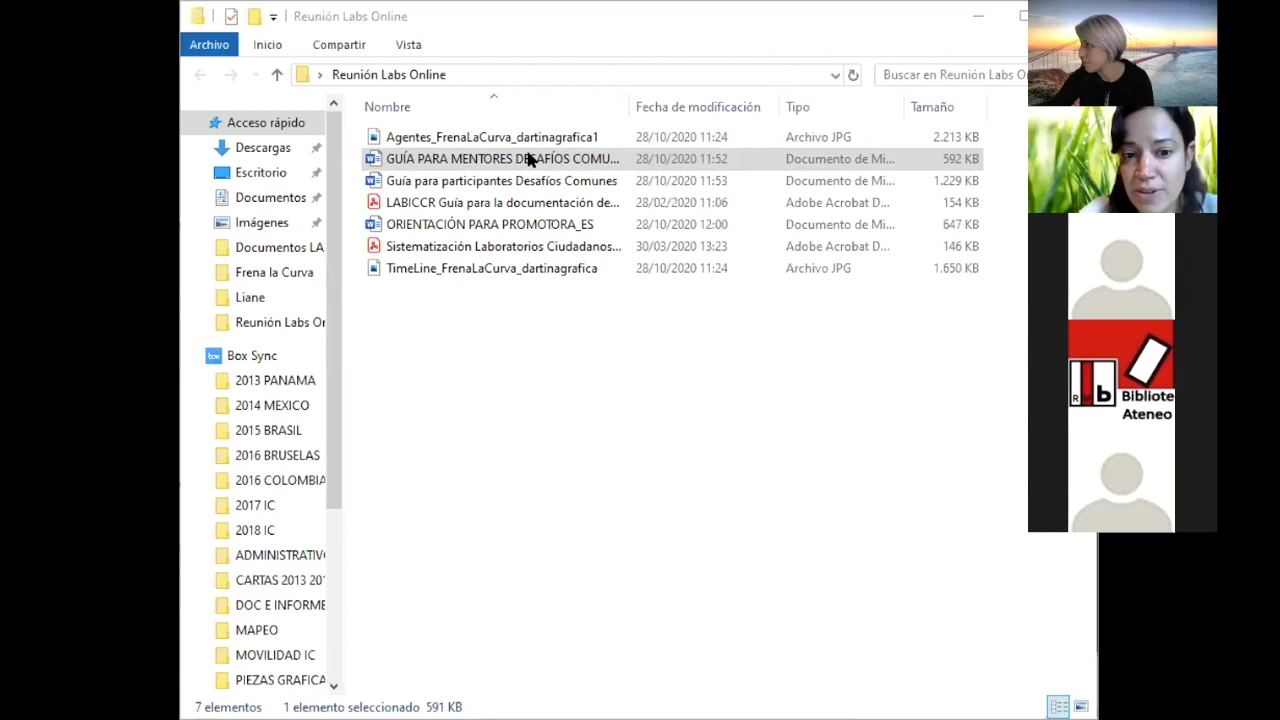 Reunión Labs Online
Archivo Inicio Compartir Vista
Reunión Labs Online
Buscar en Reunión Labs O
Nombre Fecha de modificación Tipo Tamaño
Acceso rápido
Descargas
Escritorio
Documentos
Imágenes
Documentos LA
Frena la Curva
Liane
Reunión Labs Or
box Box Sync
2013 PANAMA
2014 MEXICO
2015 BRASIL
2016 BRUSELAS
2016 COLOMBIA
2017 IC
2018 IC
ADMINISTRATIV
CARTAS 2013 20
DOC E INFORME
MAPEO
MOVILIDAD IC
PIEZAS GRAFICA
Agentes_FrenaLaCurva_dartinagrafica1 28/10/2020 11:24 Archivo JPG 2.213 KB
GUÍA PARA MENTORES DESAFÍOS COMU... 28/10/2020 11:52 Documento de Mi... 592 KB
Guía para participantes Desafíos Comunes 28/10/2020 11:53 Documento de Mi... 1.229 KB
LABICCR Guía para la documentación de... 28/02/2020 11:06 Adobe Acrobat D... 154 KB
ORIENTACIÓN PARA PROMOTORA_ES 28/10/2020 12:00 Documento de Mi... 647 KB
Sistematización Laboratorios Ciudadanos... 30/03/2020 13:23 Adobe Acrobat D... 146 KB
TimeLine_FrenaLaCurva_dartinagrafica 28/10/2020 11:24 Archivo JPG 1.650 KB
7 elementos 1 elemento seleccionado 591 KB
b
Bibliote
Ateneo